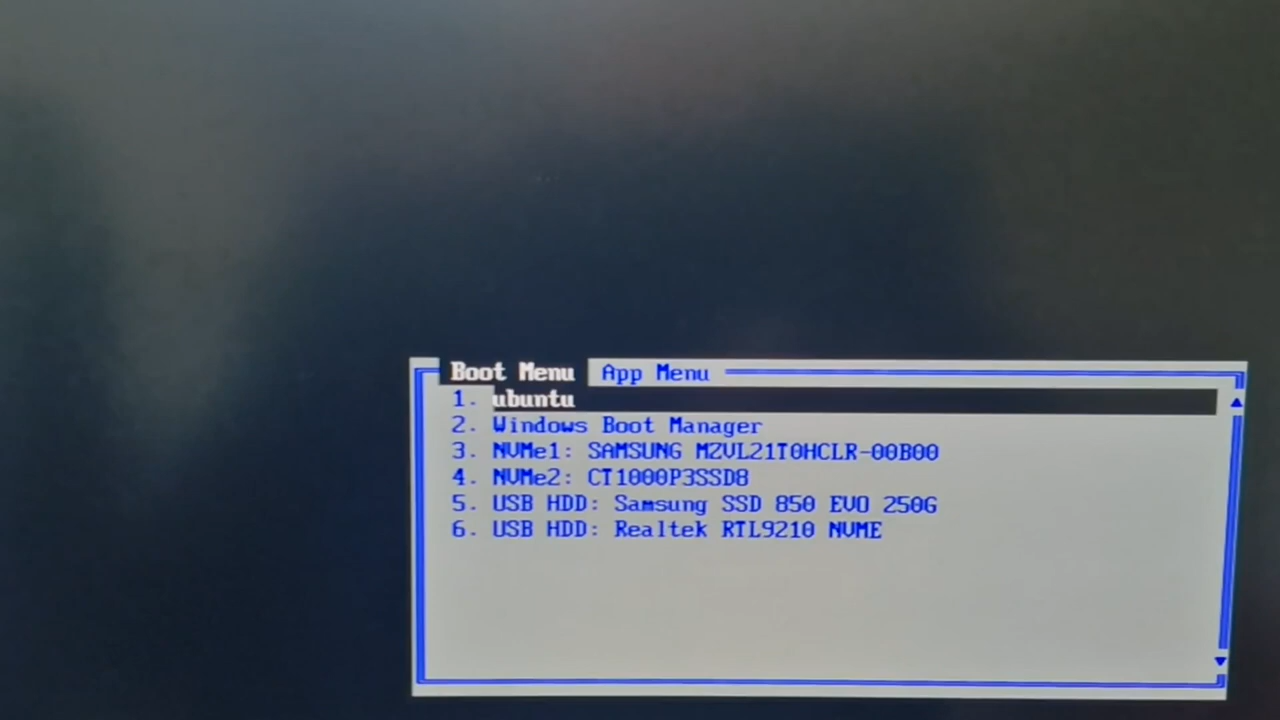 Boot Menu App Menu
1. ubuntu
2. Windows Boot Manager
3. NVMe1: SAMSUNG MZVL21T0HCLR-00B00
4. NVMe2: CT1000P3SSD8
5. USB HDD: Samsung SSD 850 EVO 250G
6. USB HDD: Realtek RTL9210 NVME